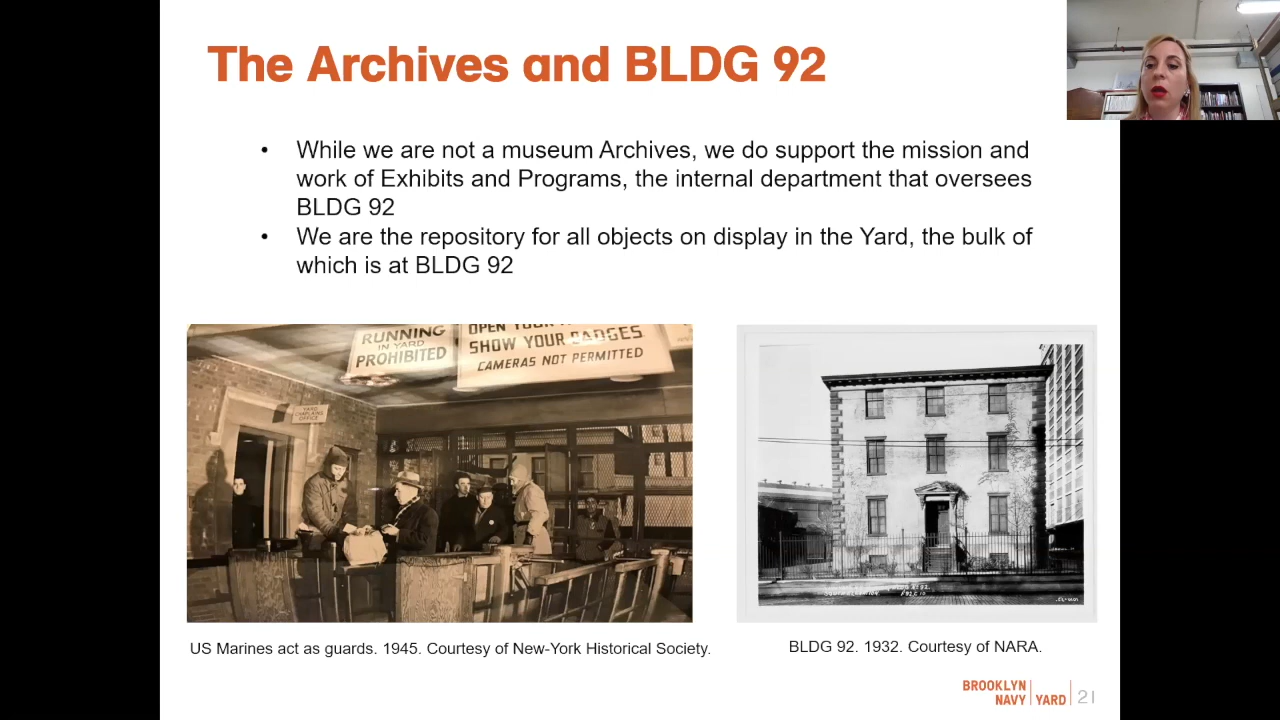 The Archives and BLDG 92
• While we are not a museum Archives, we do support the mission and
work of Exhibits and Programs, the internal department that oversees
BLDG 92
• We are the repository for all objects on display in the Yard, the bulk of
which is at BLDG 92
RUNNING
IN YARD
PROHIBITED
OPEN YOUR
SHOW YOUR BADGES
CAMERAS NOT PERMITTED
YARD
COMPLAINTS
OFFICE
US Marines act as guards. 1945. Courtesy of New-York Historical Society.
BLDG 92. 1932. Courtesy of NARA.
BROOKLYN
NAVY YARD
21